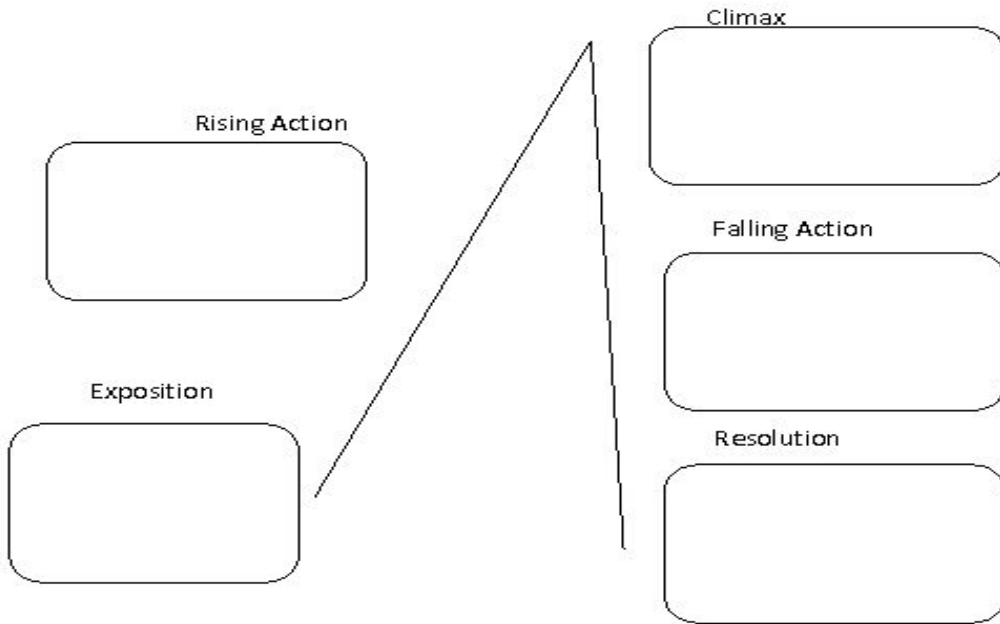 Climax
Rising Action
Falling Action
Exposition
Resolution